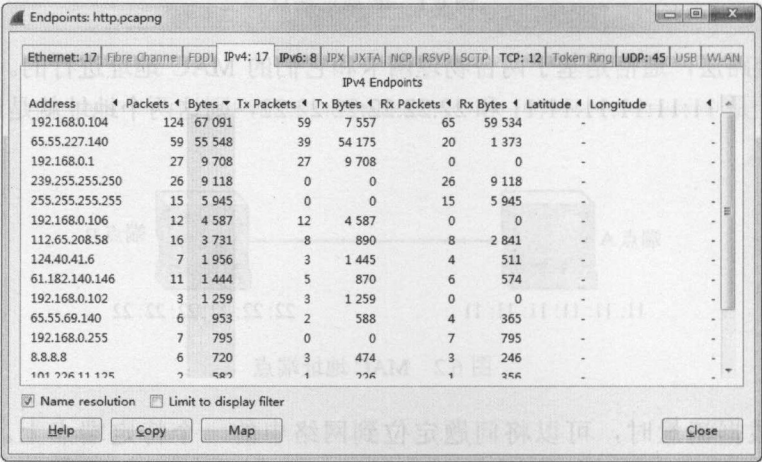 Endpoints: http.pcapng
Ethernet: 17 Fibre Channe FDDI IPv4: 17 IPv6: 8 IPX JXTA NCP RSVP SCTP TCP: 12 Token Ring UDP: 45 USB WLAN
IPv4 Endpoints
Address Packets Bytes Tx Packets Tx Bytes Rx Packets Rx Bytes Latitude Longitude
192.168.0.104 124 67 091 59 7 557 65 59 534 - -
65.55.227.140 59 55 548 39 54 175 20 1 373 - -
192.168.0.1 27 9 708 27 9 708 0 0 - -
239.255.255.250 26 9 118 0 0 26 9 118 - -
255.255.255.255 15 5 945 0 0 15 5 945 - -
192.168.0.106 12 4 587 12 4 587 0 0 - -
112.65.208.58 16 3 731 8 890 8 2 841 - -
124.40.41.6 7 1 956 3 1 445 4 511 - -
61.182.140.146 11 1 444 5 870 6 574 - -
192.168.0.102 3 1 259 3 1 259 0 0 - -
65.55.69.140 6 953 2 588 4 365 - -
192.168.0.255 7 795 0 0 7 795 - -
8.8.8.8 6 720 3 474 3 246 - -
101.226.11.125 2 582 1 226 1 356 - -
Name resolution Limit to display filter
Help Copy Map Close